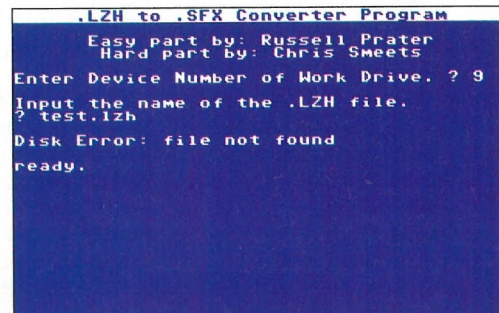 .LZH to .SFX Converter Program
Easy part by: Russell Prater
Hard part by: Chris Smeets
Enter Device Number of Work Drive. ? 9
Input the name of the .LZH file.
? test.lzh
Disk Error: file not found
ready.